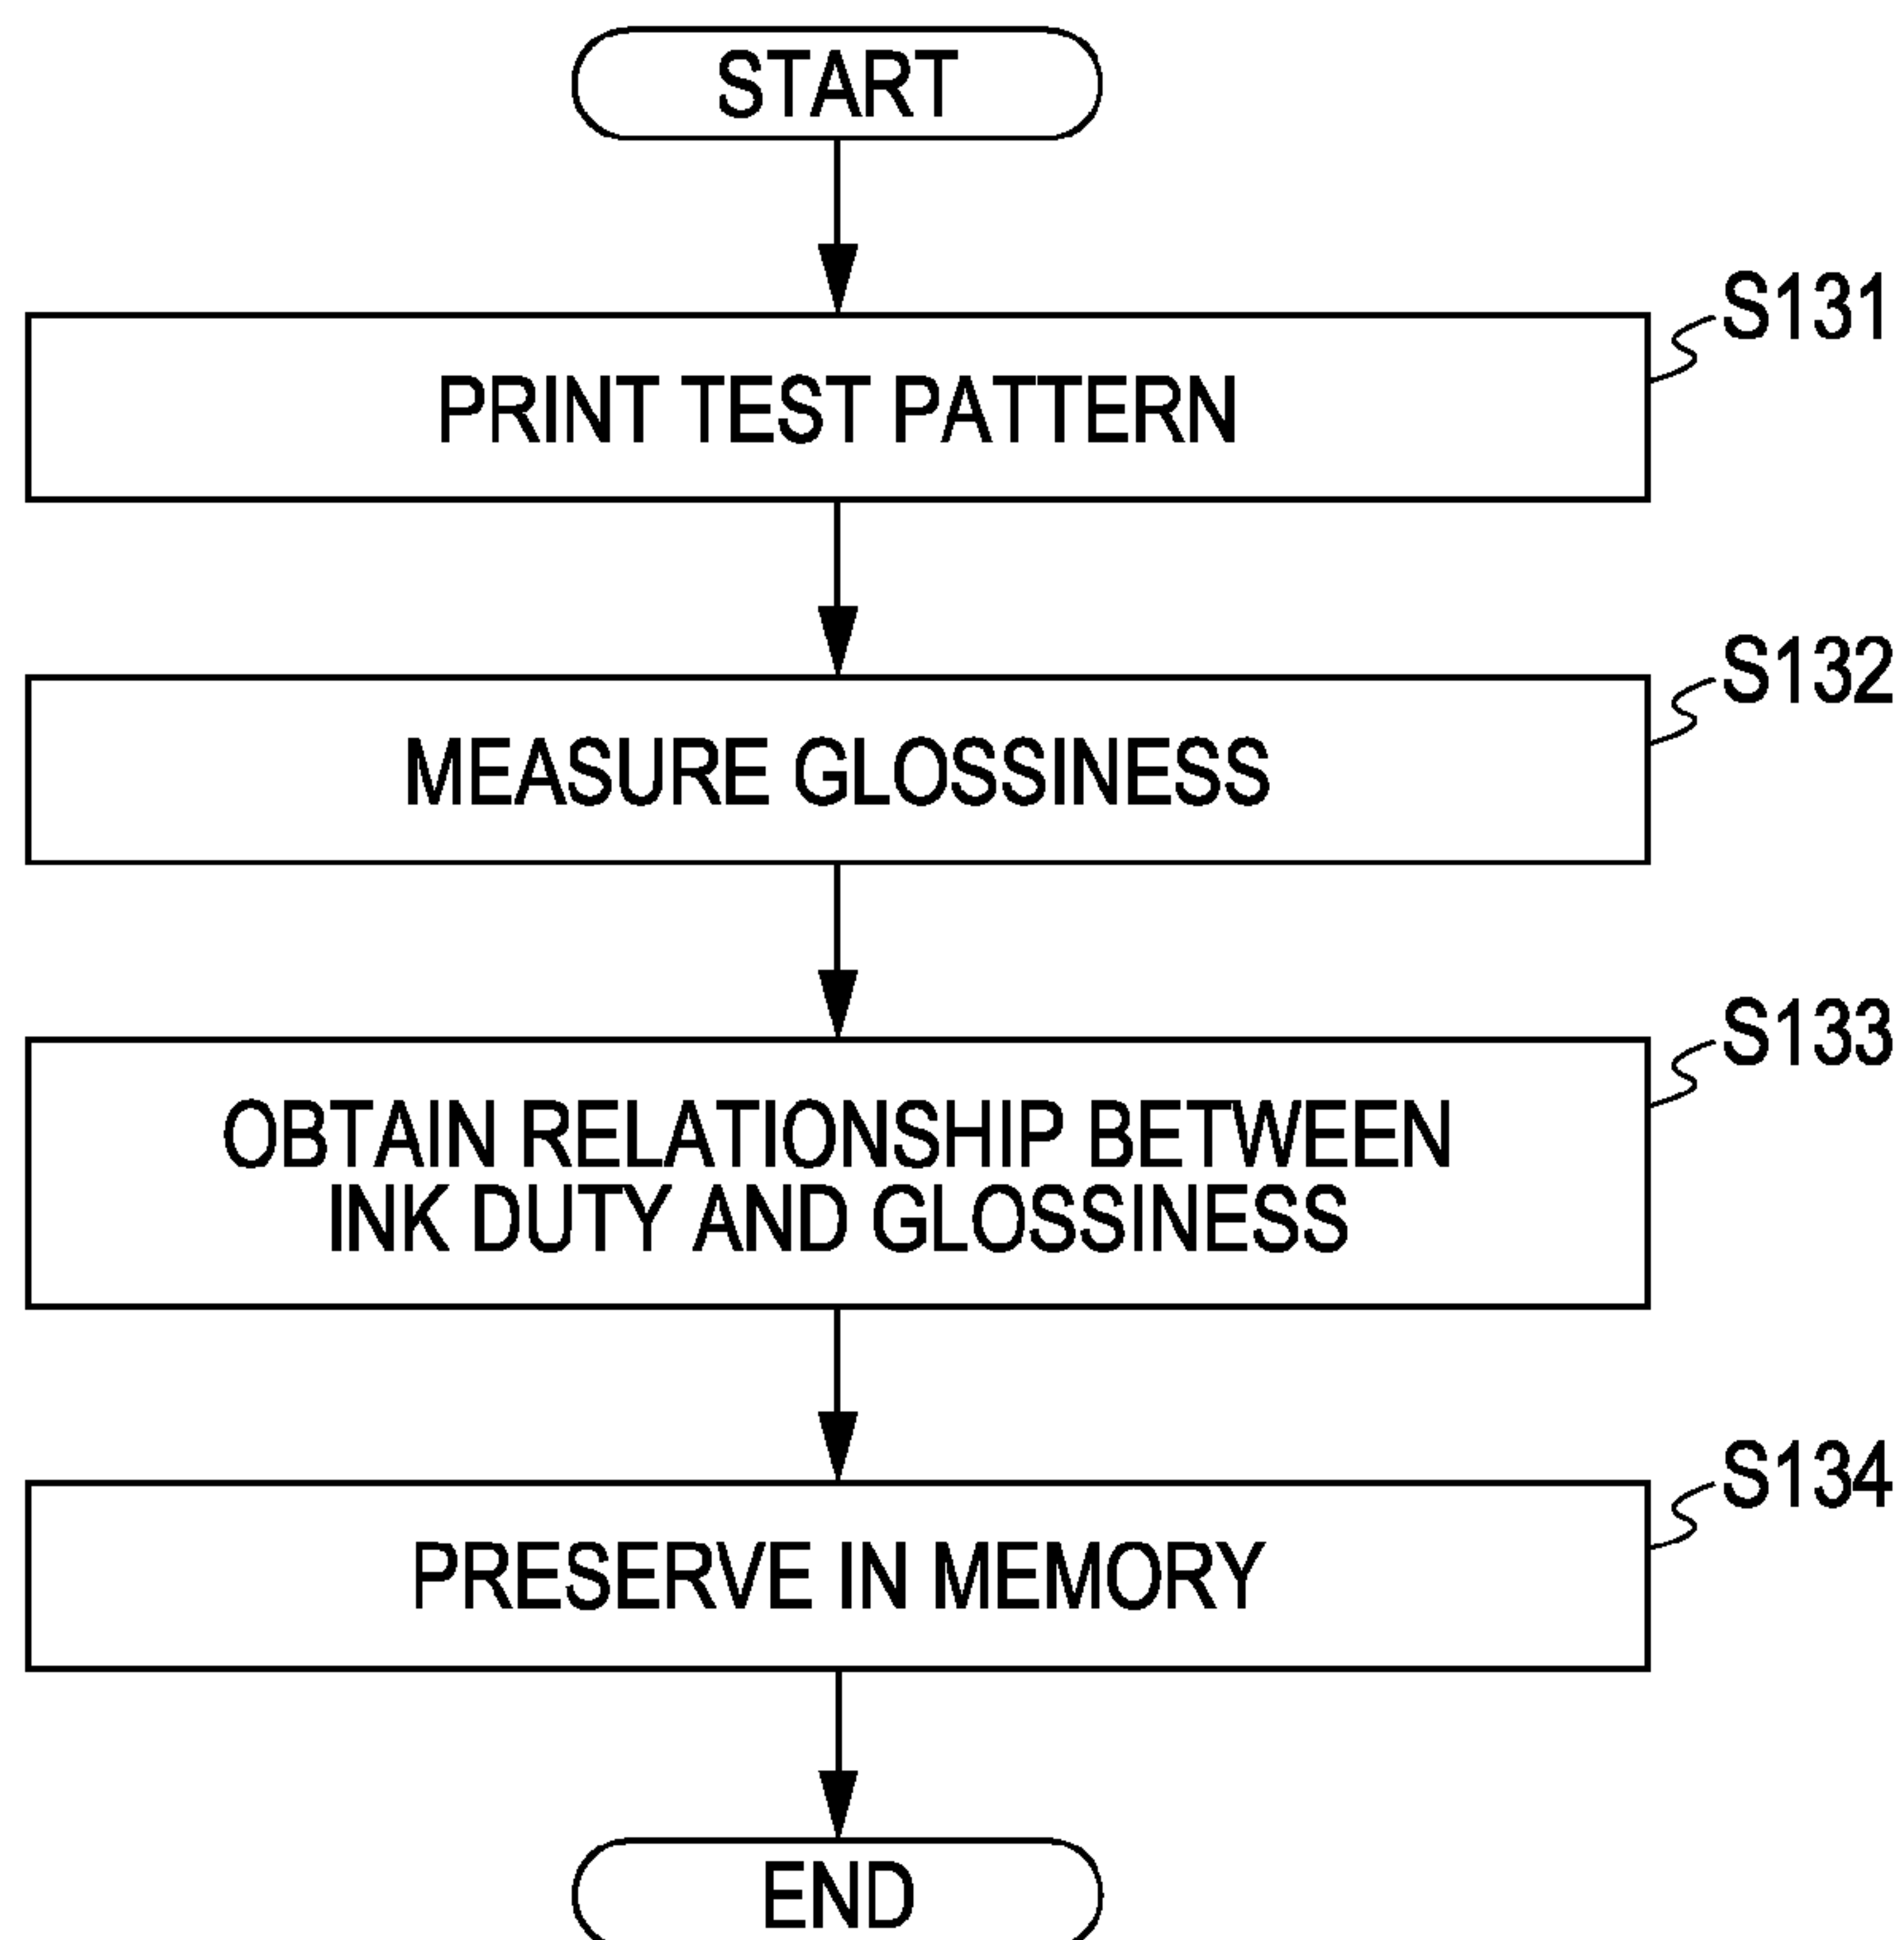 START
S131
PRINT TEST PATTERN
S132
MEASURE GLOSSINESS
S133
OBTAIN RELATIONSHIP BETWEEN
INK DUTY AND GLOSSINESS
S134
PRESERVE IN MEMORY
END